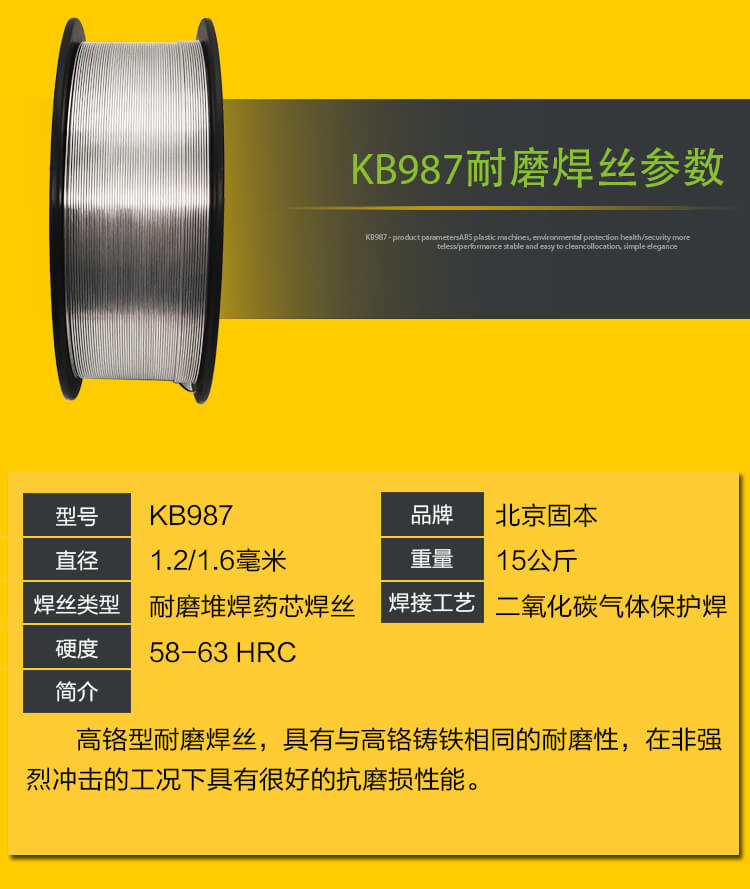 KB987耐磨焊丝参数
KB987 - product parametersABS plastic machines, environmental protection health/security more
teless/performance stable and easy to cleancollocation, simple elegance
型号 KB987 品牌 北京固本
直径 1.2/1.6毫米 重量 15公斤
焊丝类型 耐磨堆焊药芯焊丝 焊接工艺 二氧化碳气体保护焊
硬度 58-63 HRC
简介
高铬型耐磨焊丝，具有与高铬铸铁相同的耐磨性，在非强
烈冲击的工况下具有很好的抗磨损性能。